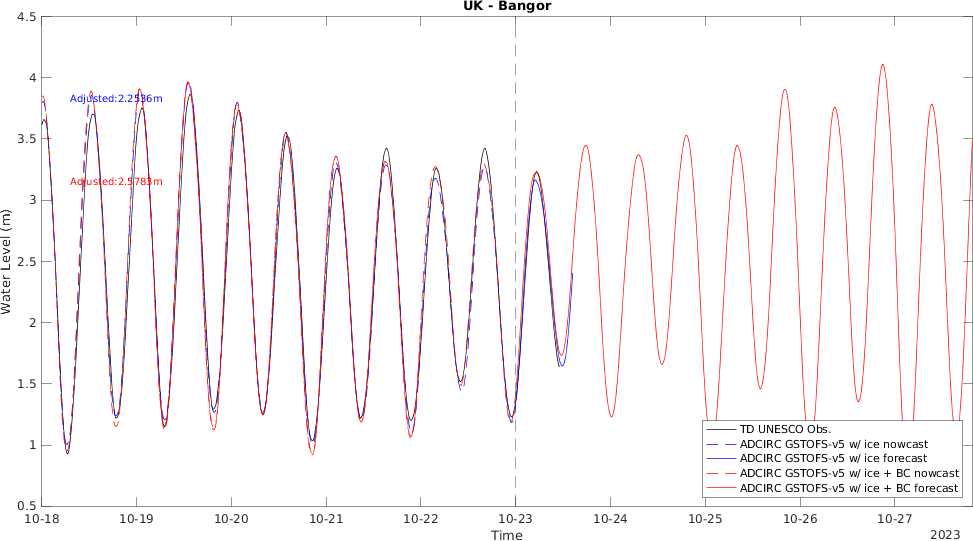 UK - Bangor
4.5
4
3.5
3
2.5
2
1.5
1
0.5
Water Level (m)
Adjusted:2.2536m
Adjusted:2.5783m
TD UNESCO Obs.
ADCIRC GSTOFS-v5 w/ ice nowcast
ADCIRC GSTOFS-v5 w/ ice forecast
ADCIRC GSTOFS-v5 w/ ice + BC nowcast
ADCIRC GSTOFS-v5 w/ ice + BC forecast
10-18 10-19 10-20 10-21 10-22 10-23 10-24 10-25 10-26 10-27
Time
2023